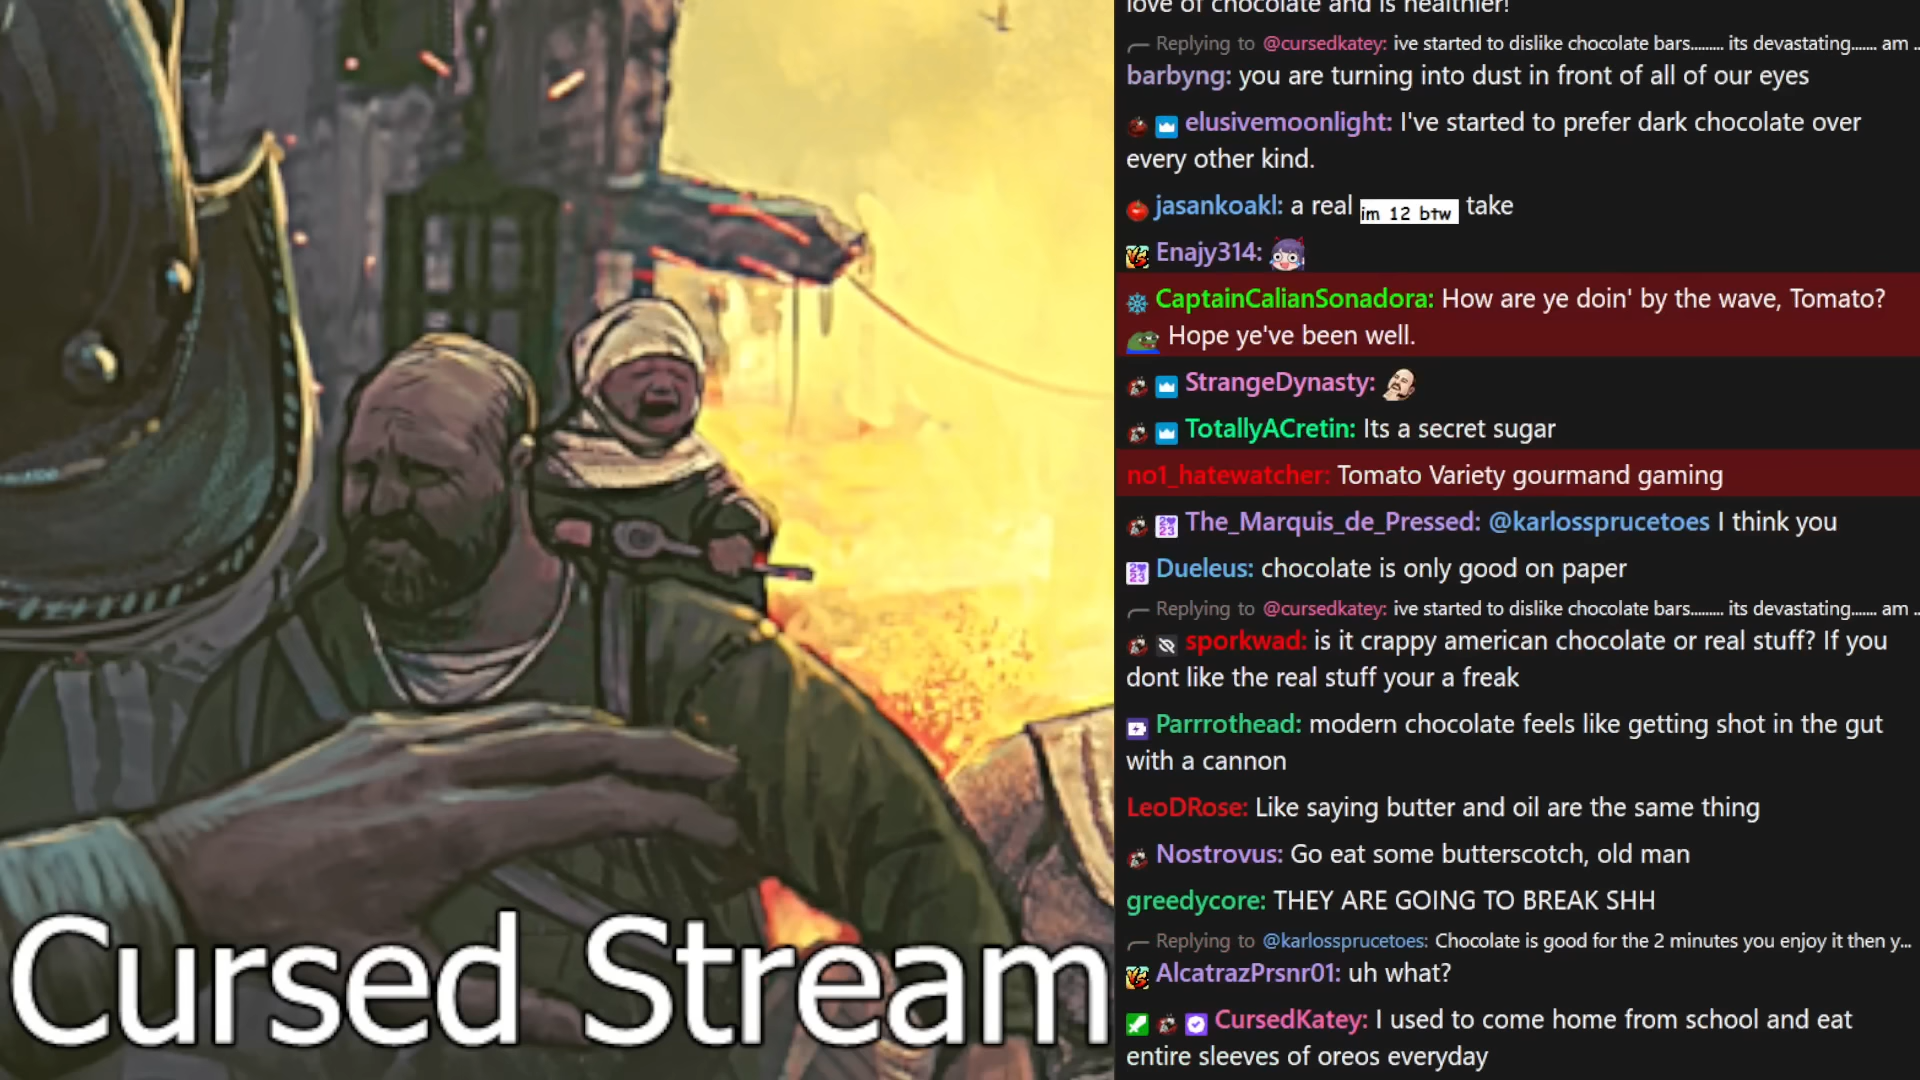 love of chocolate and is healthier!
Replying to @cursedkatey: ive started to dislike chocolate bars........ its devastating...... am ...
barbyng: you are turning into dust in front of all of our eyes
elusivemoonlight: I've started to prefer dark chocolate over
every other kind.
jasankoakl: a real im 12 btw take
Enajy314:
CaptainCalianSonadora: How are ye doin' by the wave, Tomato?
Hope ye've been well.
StrangeDynasty:
TotallyACretin: Its a secret sugar
no1_hatewatcher: Tomato Variety gourmand gaming
The_Marquis_de_Pressed: @karlossprucetoes I think you
Dueleus: chocolate is only good on paper
Replying to @cursedkatey: ive started to dislike chocolate bars........ its devastating...... am ...
sporkwad: is it crappy american chocolate or real stuff? If you
dont like the real stuff your a freak
Parrrothead: modern chocolate feels like getting shot in the gut
with a cannon
LeoDRose: Like saying butter and oil are the same thing
Nostrovus: Go eat some butterscotch, old man
greedycore: THEY ARE GOING TO BREAK SHH
Replying to @karlossprucetoes: Chocolate is good for the 2 minutes you enjoy it then y...
AlcatrazPrsnr01: uh what?
CursedKatey: I used to come home from school and eat
entire sleeves of oreos everyday
Cursed Stream